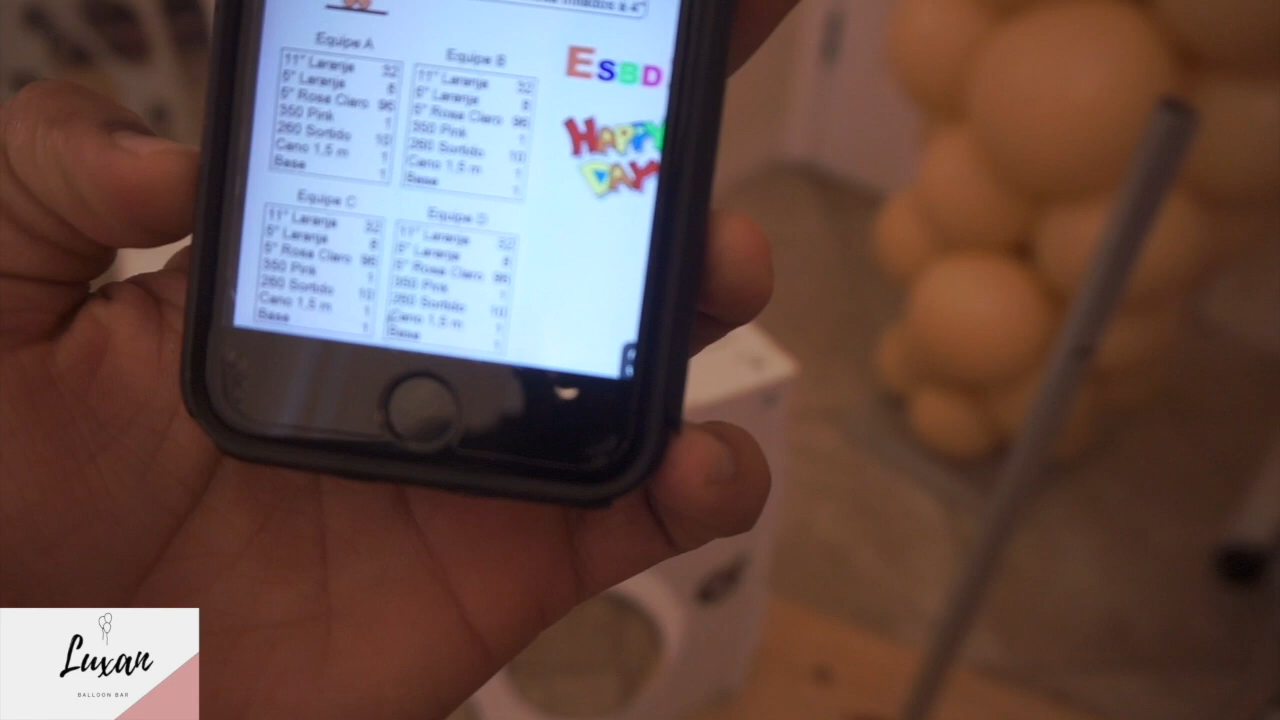 inflados a 4"
Equipe A
11" Laranja 32
5" Laranja 8
5" Rosa Claro 96
350 Pink 1
260 Sortido 10
Cano 1,5 m 1
Base 1
Equipe B
11" Laranja 32
5" Laranja 8
5" Rosa Claro 96
350 Pink 1
260 Sortido 10
Cano 1,5 m 1
Base 1
ESBD
HAPPY
DAY
Equipe C
11" Laranja 32
5" Laranja 8
5" Rosa Claro 96
350 Pink 1
260 Sortido 10
Cano 1,5 m 1
Base 1
Equipe D
11" Laranja 32
5" Laranja 8
5" Rosa Claro 96
350 Pink 1
260 Sortido 10
Cano 1,5 m 1
Base 1
Luxan
BALLOON BAR